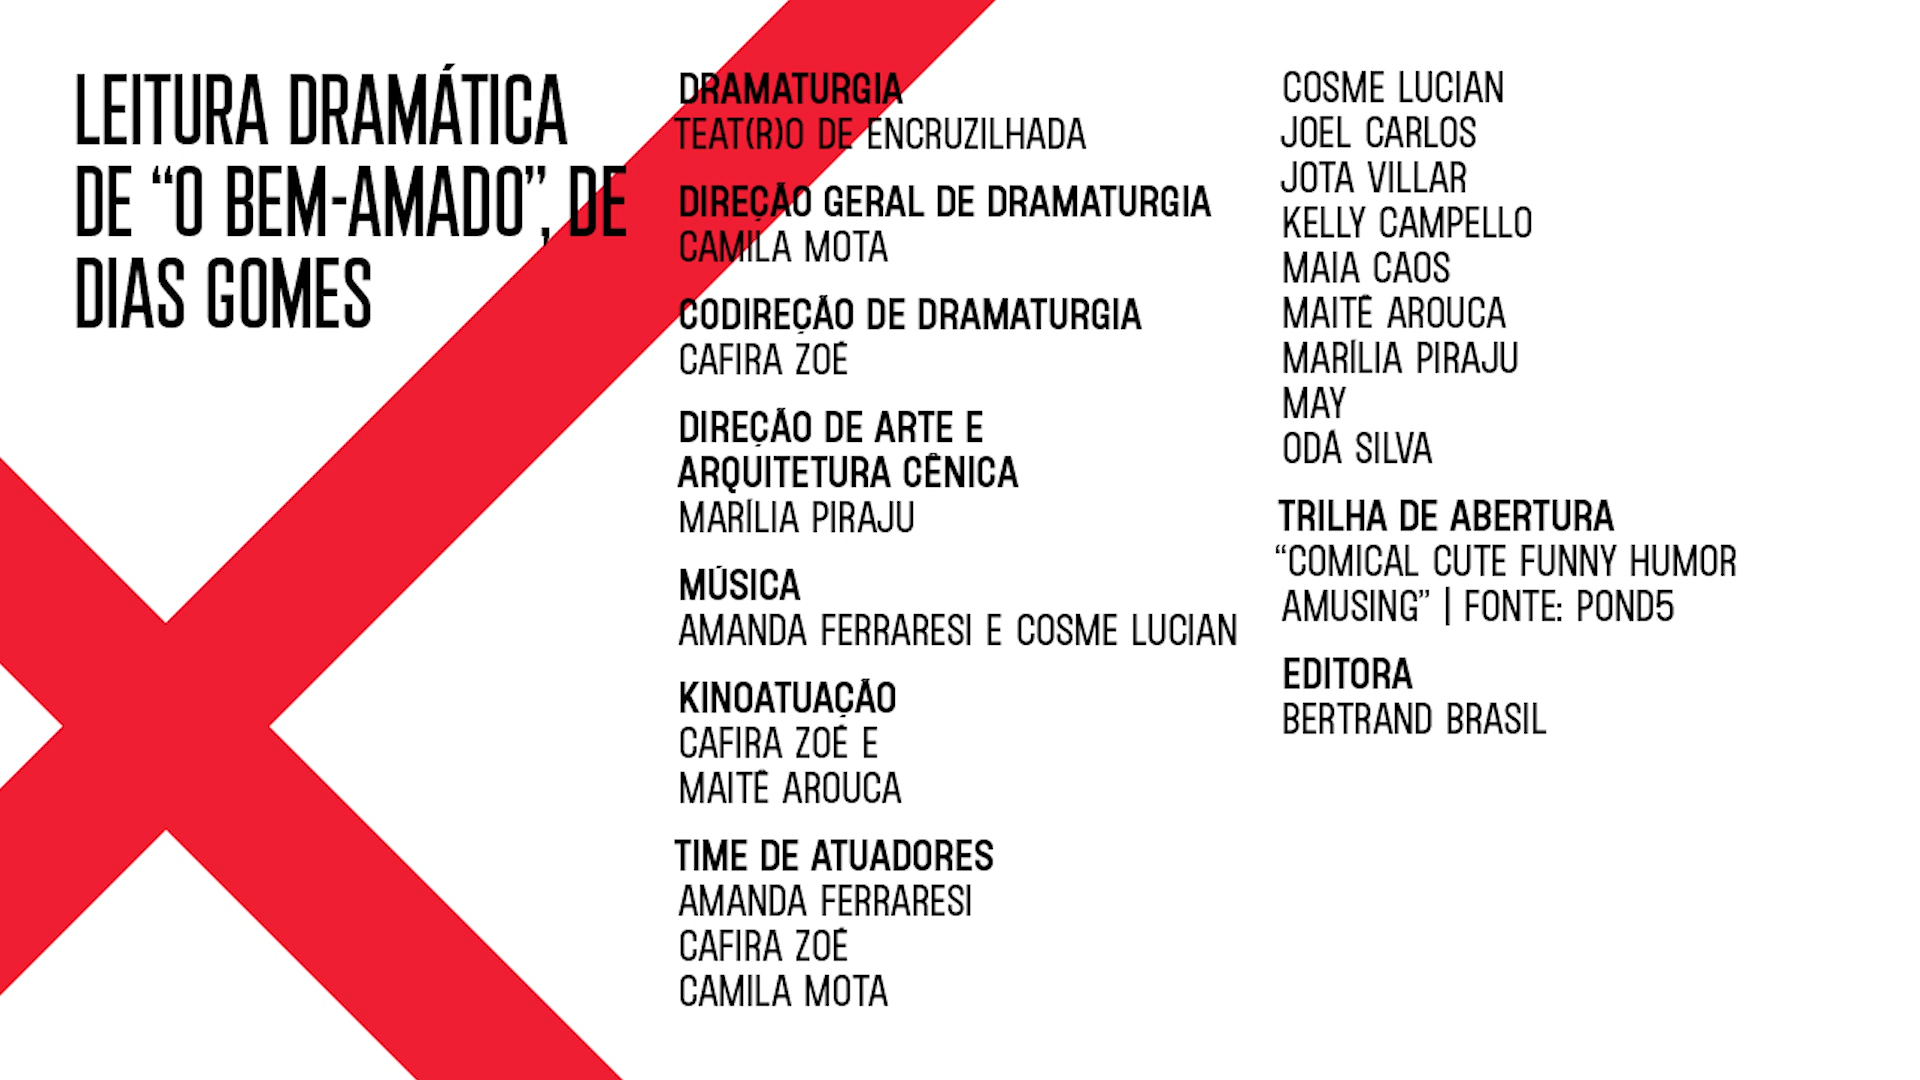 LEITURA DRAMÁTICA
DE “O BEM-AMADO”, DE
DIAS GOMES
DRAMATURGIA
TEAT(R)O DE ENCRUZILHADA
DIREÇÃO GERAL DE DRAMATURGIA
CAMILA MOTA
CODIREÇÃO DE DRAMATURGIA
CAFIRA ZOÉ
DIREÇÃO DE ARTE E
ARQUITETURA CÊNICA
MARÍLIA PIRAJU
MÚSICA
AMANDA FERRARESI E COSME LUCIAN
KINOATUAÇÃO
CAFIRA ZOÉ E
MAITÊ AROUCA
TIME DE ATUADORES
AMANDA FERRARESI
CAFIRA ZOÉ
CAMILA MOTA
COSME LUCIAN
JOEL CARLOS
JOTA VILLAR
KELLY CAMPELLO
MAIA CAOS
MAITÊ AROUCA
MARÍLIA PIRAJU
MAY
ODÁ SILVA
TRILHA DE ABERTURA
“COMICAL CUTE FUNNY HUMOR
AMUSING” | FONTE: POND5
EDITORA
BERTRAND BRASIL